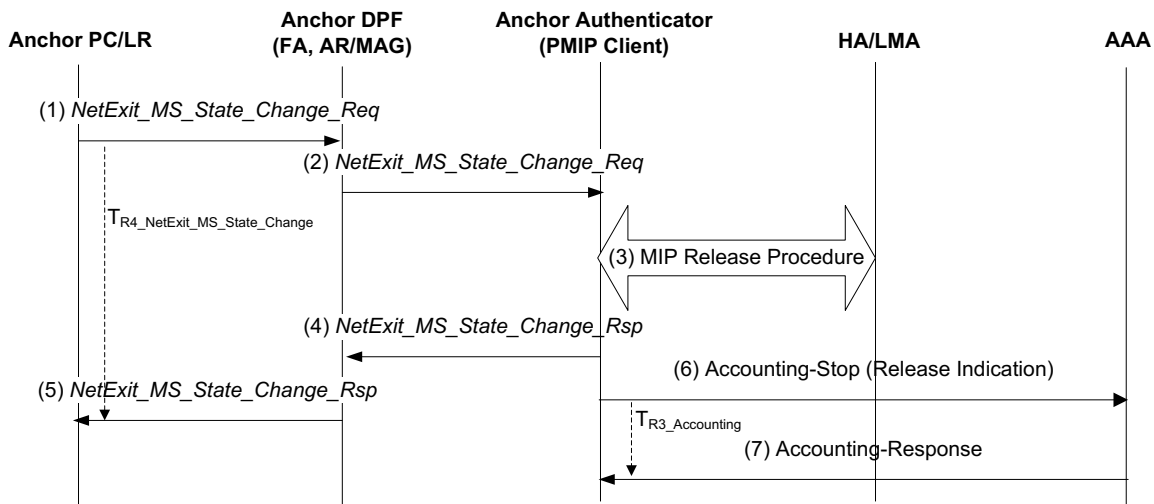 Anchor PC/LR
Anchor DPF
(FA, AR/MAG)
Anchor Authenticator
(PMIP Client)
HA/LMA
AAA
(1) NetExit_MS_State_Change_Req
(2) NetExit_MS_State_Change_Req
TR4_NetExit_MS_State_Change
(3) MIP Release Procedure
(4) NetExit_MS_State_Change_Rsp
(6) Accounting-Stop (Release Indication)
(5) NetExit_MS_State_Change_Rsp
TR3_Accounting
(7) Accounting-Response